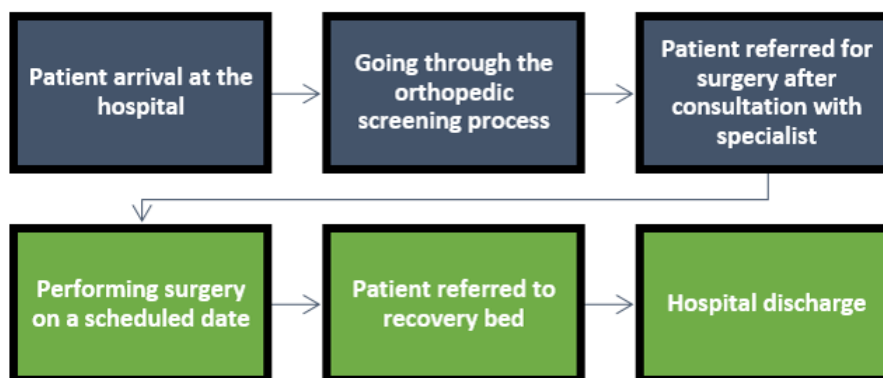 Patient arrival at the
hospital
Going through the
orthopedic
screening process
Patient referred for
surgery after
consultation with
specialist
Performing surgery
on a scheduled date
Patient referred to
recovery bed
Hospital discharge